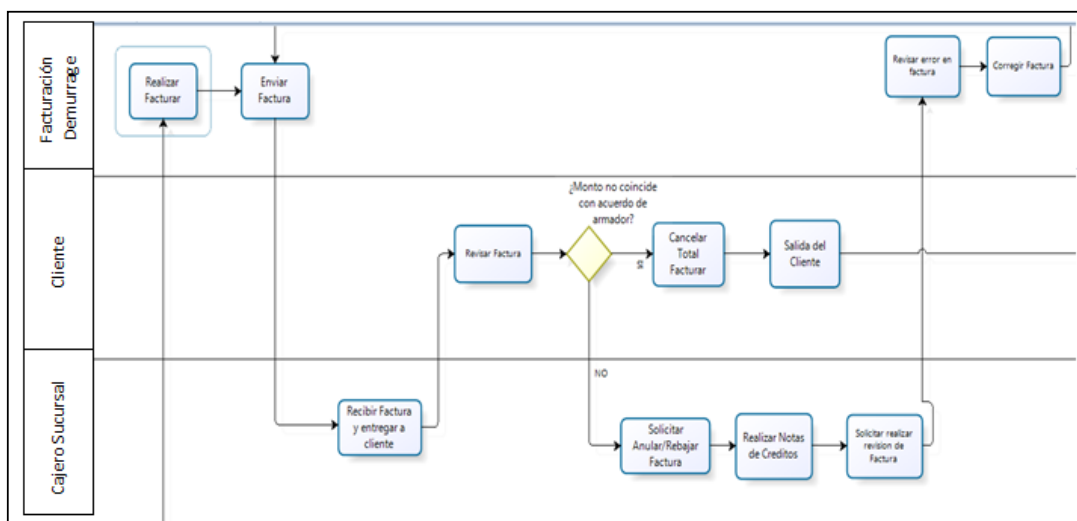 Facturación
Demurrage
Realizar
Facturar
Enviar
Factura
Revisar error en
factura
Corregir Factura
Cliente
¿Monto no coincide
con acuerdo de
armador?
Revisar Factura
SI
Cancelar
Total
Facturar
Salida del
Cliente
NO
Cajero Sucursal
Recibir Factura
y entregar a
cliente
Solicitar
Anular/Rebajar
Factura
Realizar Notas
de Creditos
Solicitar realizar
revision de
Factura